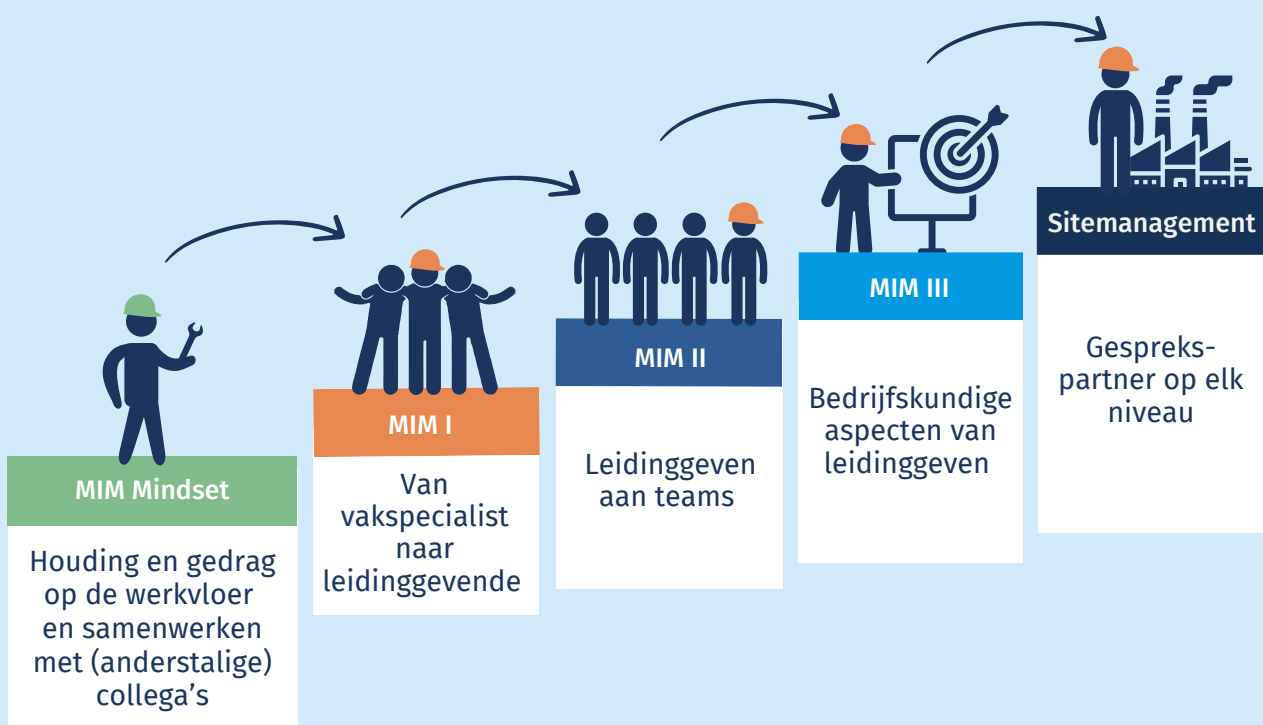 MIM Mindset
Houding en gedrag
op de werkvloer
en samenwerken
met (anderstalige)
collega's
MIM I
Van
vakspecialist
naar
leidinggevende
MIM II
Leidinggeven
aan teams
MIM III
Bedrijfskundige
aspecten van
leidinggeven
Sitemanagement
Gespreks-
partner op elk
niveau